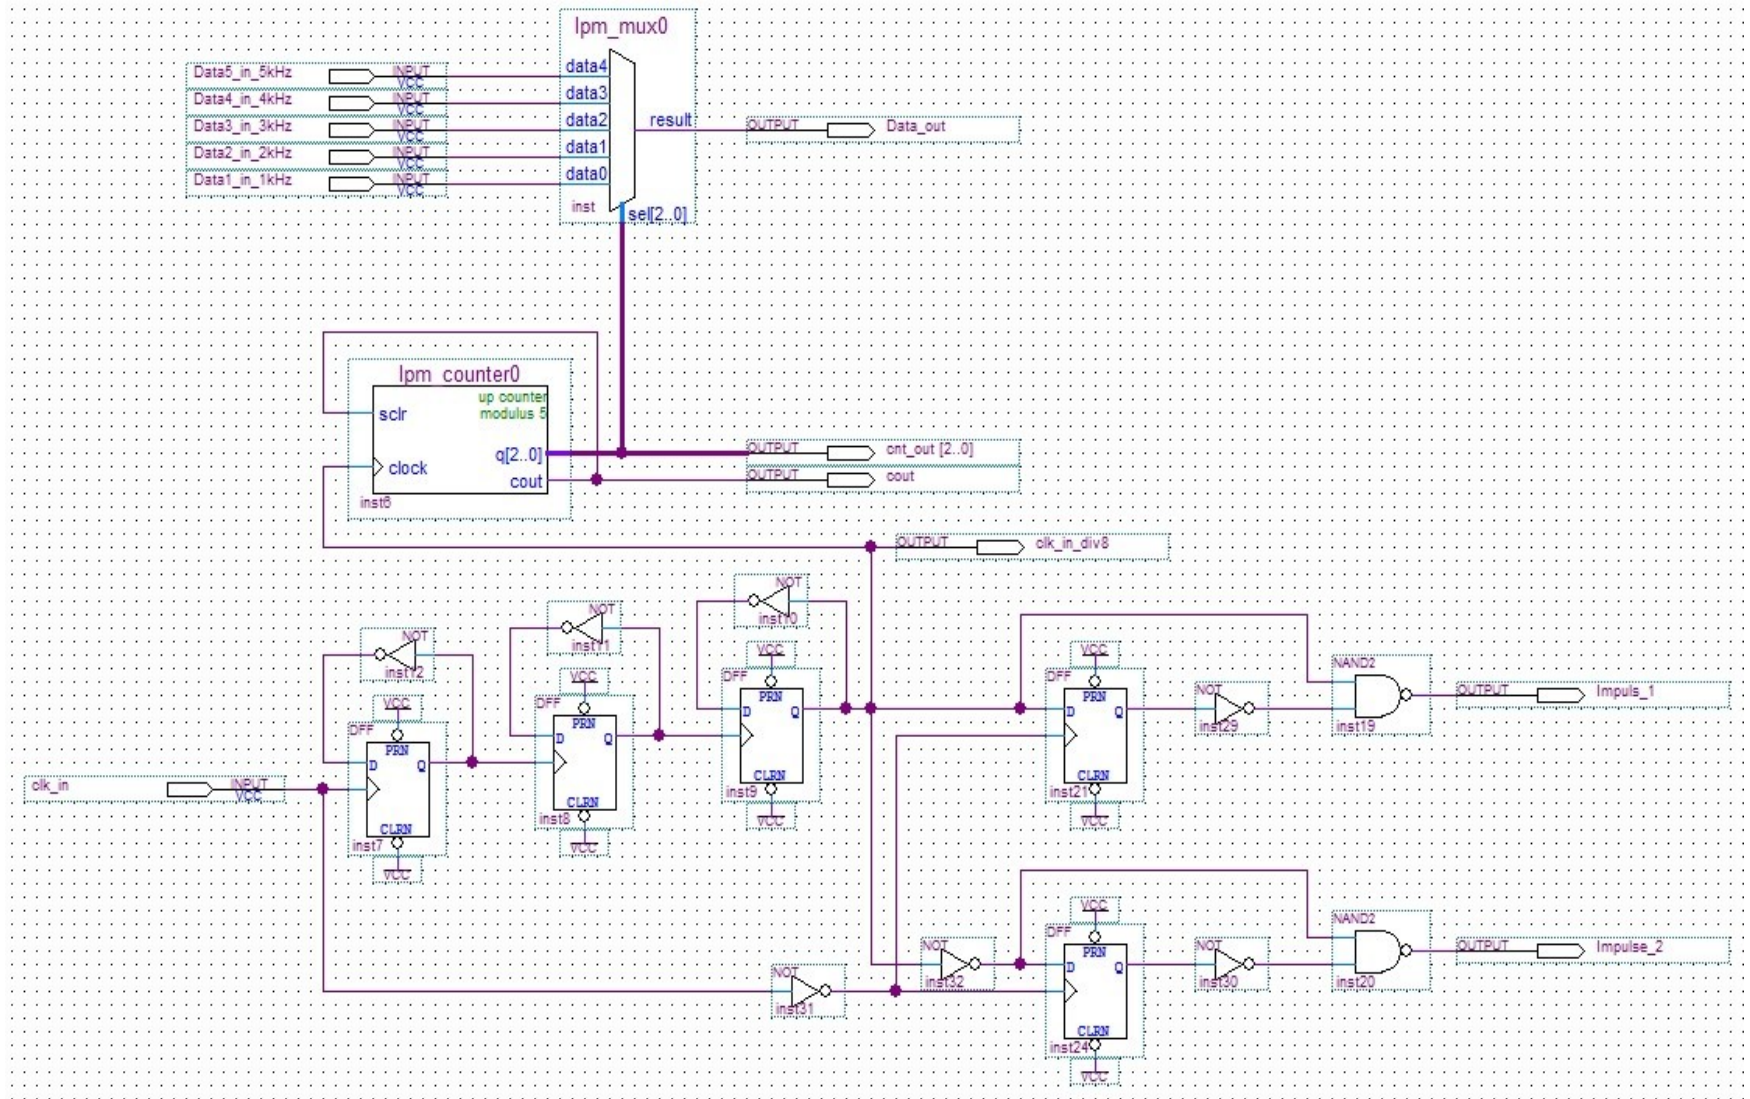 lpm_mux0
Data5_in_5kHz INPUT VCC data4
Data4_in_4kHz INPUT VCC data3
Data3_in_3kHz INPUT VCC data2 result OUTPUT Data_out
Data2_in_2kHz INPUT VCC data1
Data1_in_1kHz INPUT VCC data0
inst sel[2..0]
lpm_counter0
up counter
modulus 5
sclr
q[2..0] OUTPUT cnt_out [2..0]
clock
cout OUTPUT cout
inst6
OUTPUT clk_in_div8
NOT
inst10
NOT
inst11
NOT
inst12
VCC
DFF
PRN
D Q
CLRN
inst9
VCC
VCC
DFF
PRN
D Q
CLRN
inst21
VCC
NOT
inst29
NAND2
inst19
OUTPUT Impuls_1
VCC
DFF
PRN
D Q
CLRN
inst8
VCC
VCC
DFF
PRN
D Q
CLRN
inst7
VCC
clk_in INPUT VCC
NOT
inst31
NOT
inst32
VCC
DFF
PRN
D Q
CLRN
inst24
VCC
NOT
inst30
NAND2
inst20
OUTPUT Impulse_2